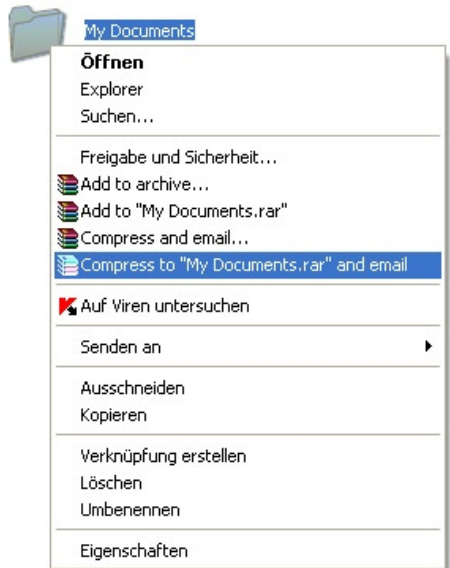 My Documents
Öffnen
Explorer
Suchen...
Freigabe und Sicherheit...
Add to archive...
Add to "My Documents.rar"
Compress and email...
Compress to "My Documents.rar" and email
Auf Viren untersuchen
Senden an
Ausschneiden
Kopieren
Verknüpfung erstellen
Löschen
Umbenennen
Eigenschaften